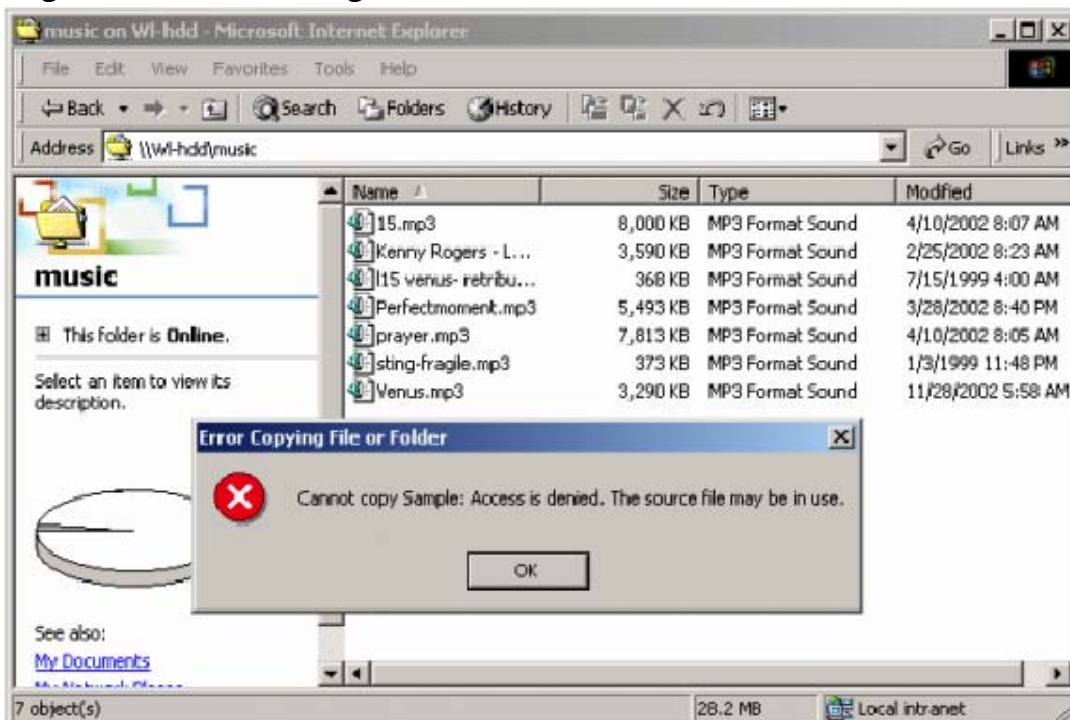 music on Wl-hdd - Microsoft Internet Explorer
File Edit View Favorites Tools Help
Back Search Folders History
Address \\Wl-hdd\music Go Links »
Name Size Type Modified
15.mp3 8,000 KB MP3 Format Sound 4/10/2002 8:07 AM
Kenny Rogers - L... 3,590 KB MP3 Format Sound 2/25/2002 8:23 AM
l15 venus- retribu... 368 KB MP3 Format Sound 7/15/1999 4:00 AM
Perfectmoment.mp3 5,493 KB MP3 Format Sound 3/28/2002 8:40 PM
prayer.mp3 7,813 KB MP3 Format Sound 4/10/2002 8:05 AM
sting-fragile.mp3 373 KB MP3 Format Sound 1/3/1999 11:48 PM
Venus.mp3 3,290 KB MP3 Format Sound 11/28/2002 5:58 AM
music
This folder is Online.
Select an item to view its
description.
Error Copying File or Folder
Cannot copy Sample: Access is denied. The source file may be in use.
OK
See also:
My Documents
7 object(s) 28.2 MB Local intranet